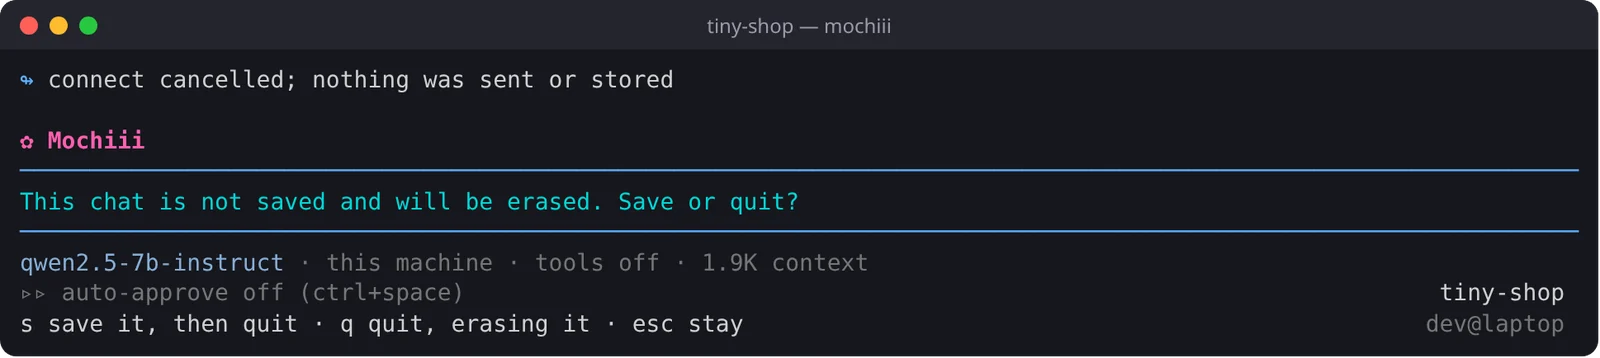 tiny-shop — mochiii
↬ connect cancelled; nothing was sent or stored
✿ Mochiii
This chat is not saved and will be erased. Save or quit?
qwen2.5-7b-instruct · this machine · tools off · 1.9K context
▹▹ auto-approve off (ctrl+space) tiny-shop
s save it, then quit · q quit, erasing it · esc stay dev@laptop